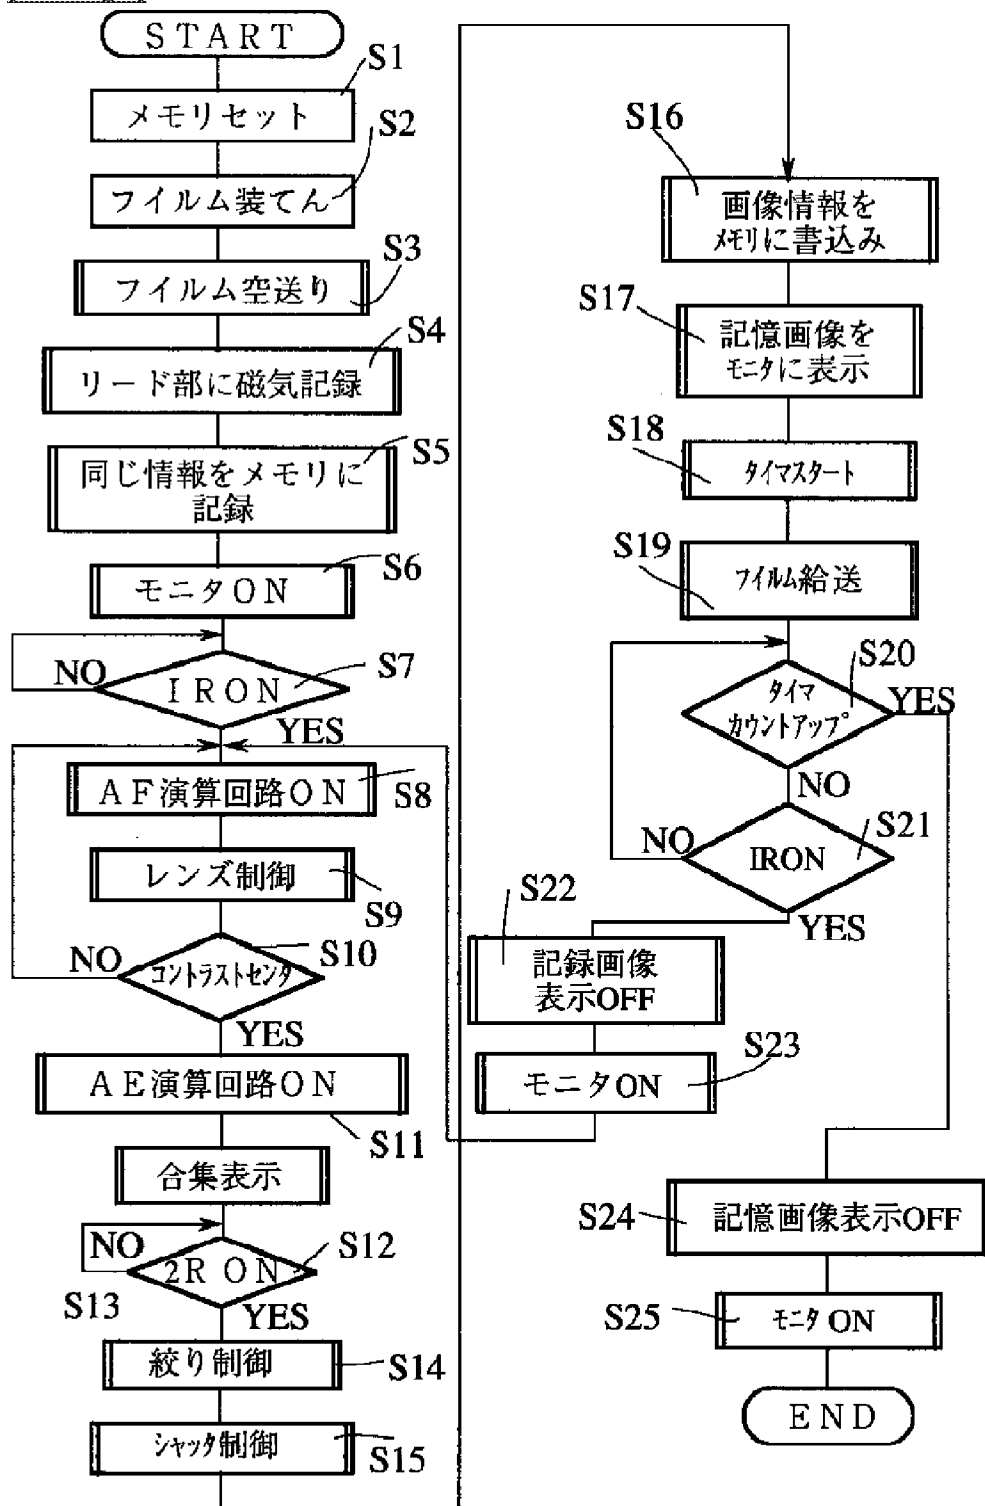 START
S1
メモリセット
S2
フイルム装てん
S3
フイルム空送り
S4
リード部に磁気記録
S5
同じ情報をメモリに
記録
S6
モニタON
S7
NO
IRON
YES
AF演算回路ON
S8
レンズ制御
S9
S10
NO
コントラストセンタ
YES
AE演算回路ON
S11
合集表示
NO
S12
2R ON
S13
YES
絞り制御
S14
シャッタ制御
S15
S16
画像情報を
メモリに書込み
S17
記憶画像を
モニタに表示
S18
タイマスタート
S19
フイルム給送
S20
タイマ
カウントアップ
YES
NO
S21
NO
IRON
YES
S22
記録画像
表示OFF
S23
モニタON
S24
記憶画像表示OFF
S25
モニタON
END